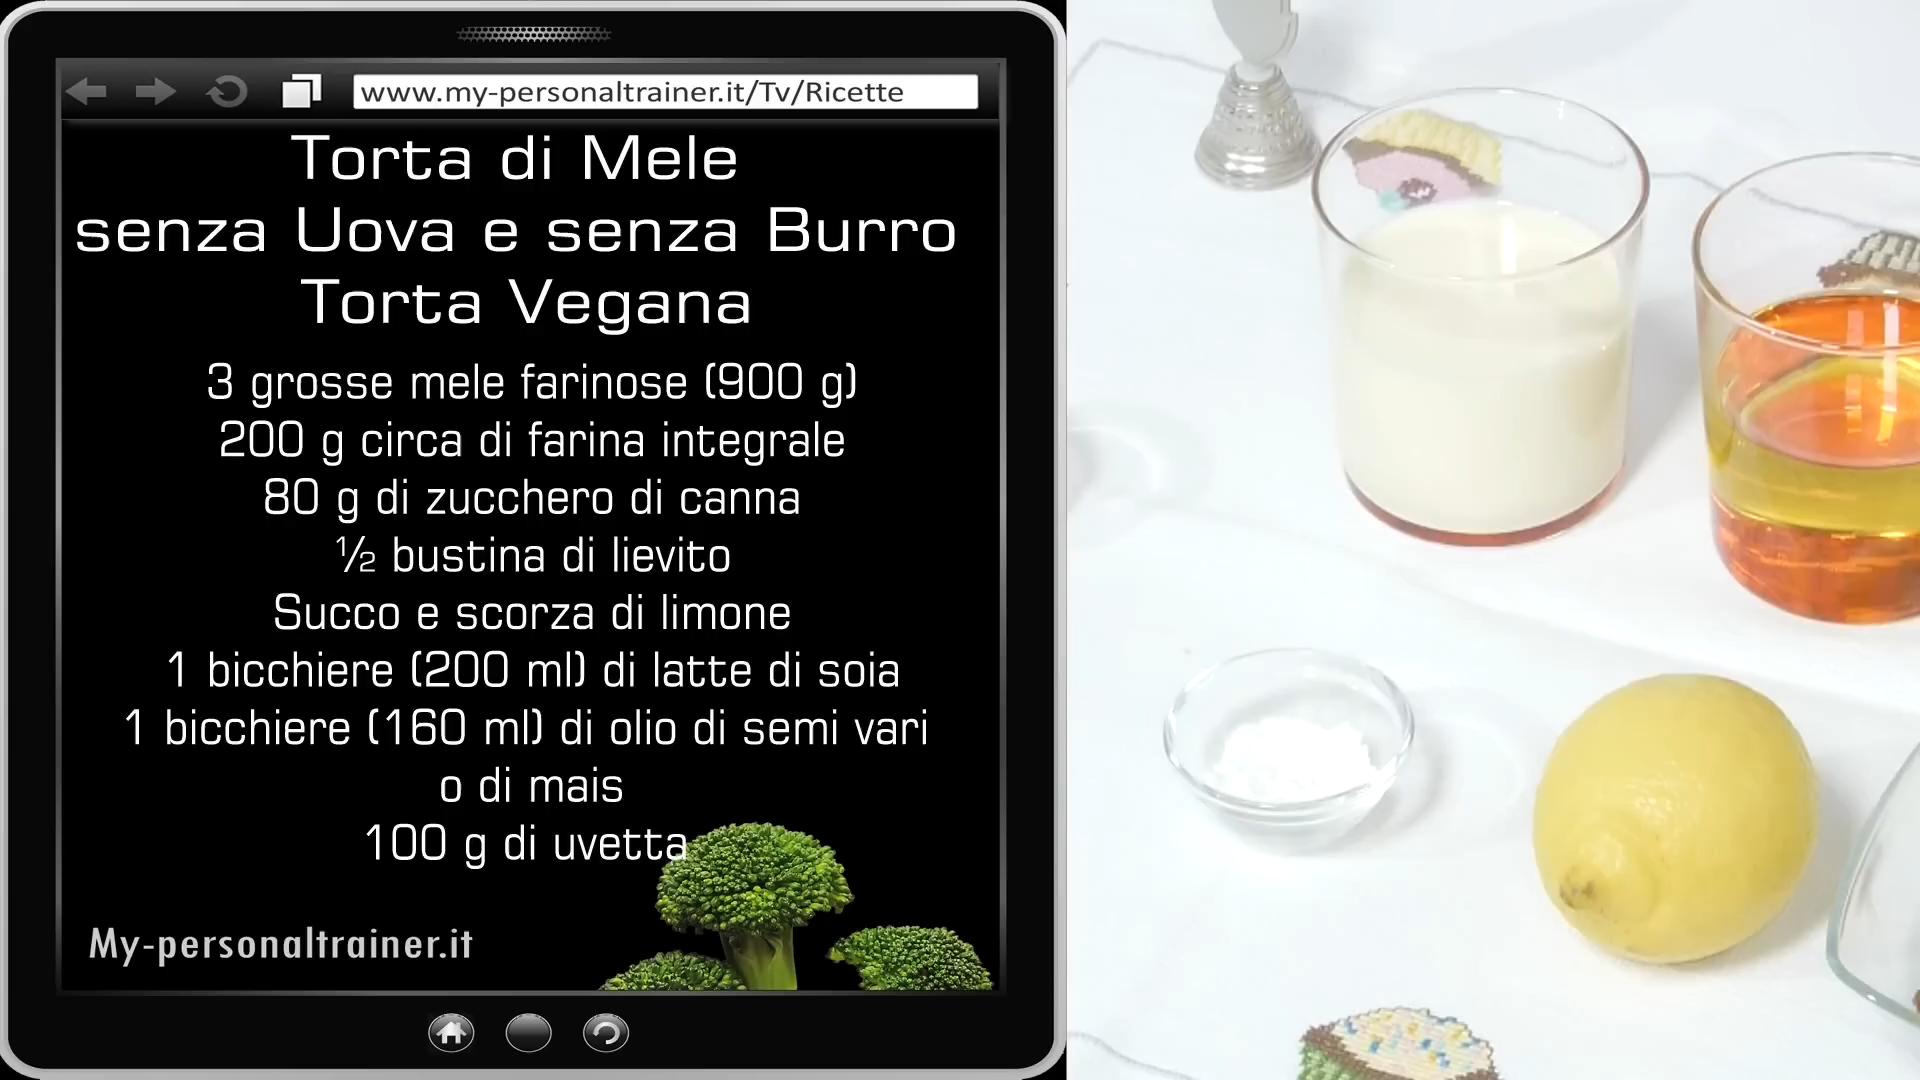 www.my-personaltrainer.it/Tv/Ricette
Torta di Mele
senza Uova e senza Burro
Torta Vegana
3 grosse mele farinose (900 g)
200 g circa di farina integrale
80 g di zucchero di canna
½ bustina di lievito
Succo e scorza di limone
1 bicchiere (200 ml) di latte di soia
1 bicchiere (160 ml) di olio di semi vari
o di mais
100 g di uvetta
My-personaltrainer.it